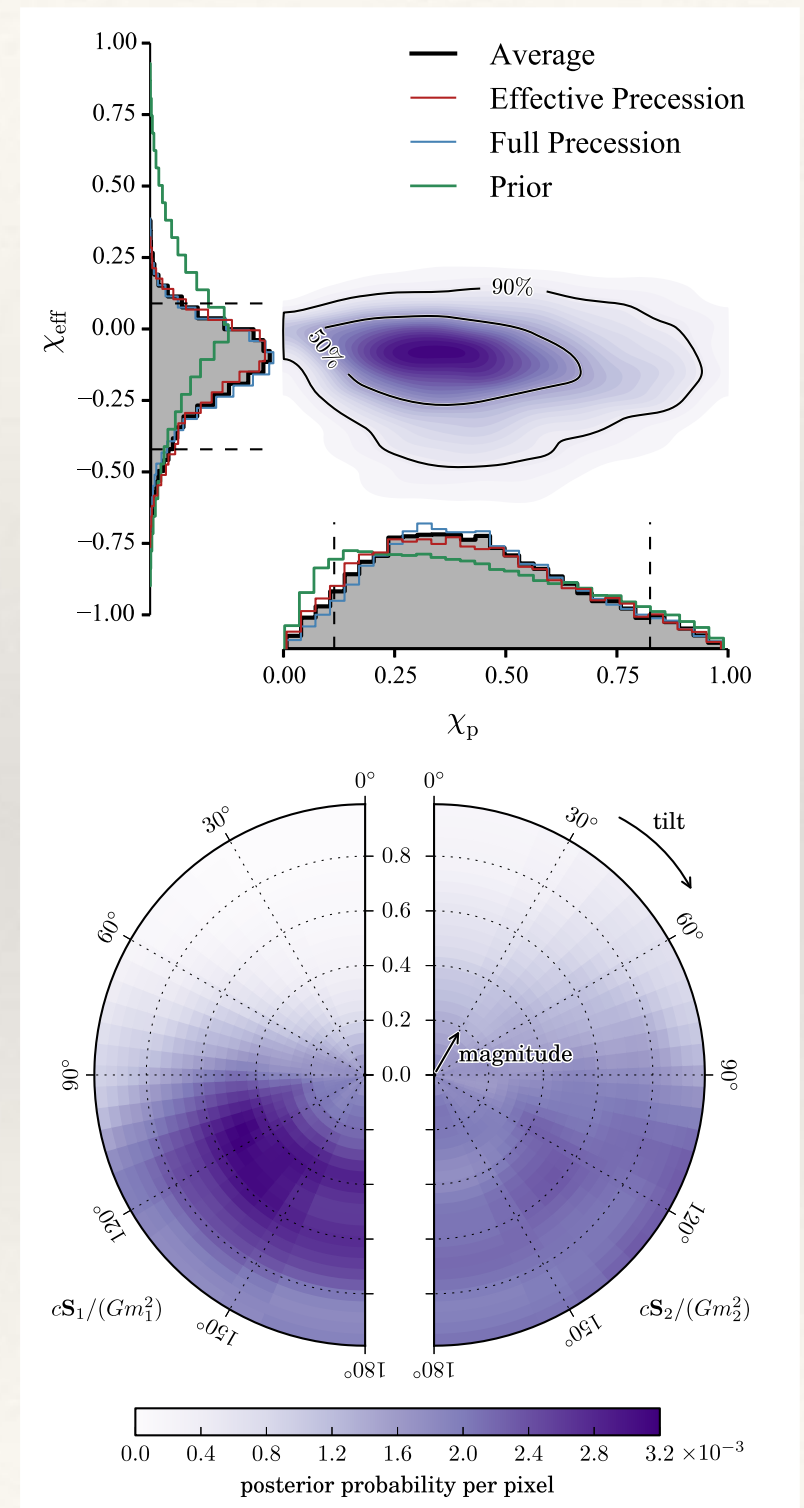 1.00
0.75
0.50
0.25
0.00
−0.25
−0.50
−0.75
−1.00
χeff
Average
Effective Precession
Full Precession
Prior
90%
50%
0.00 0.25 0.50 0.75 1.00
χp
0° 0°
30° 30°
tilt
60° 60°
0.8
0.6
0.4
0.2
0.0
magnitude
90° 90°
120° 120°
cS1/(Gm1²) cS2/(Gm2²)
150° 150°
180° 180°
0.0 0.4 0.8 1.2 1.6 2.0 2.4 2.8 3.2 ×10⁻³
posterior probability per pixel